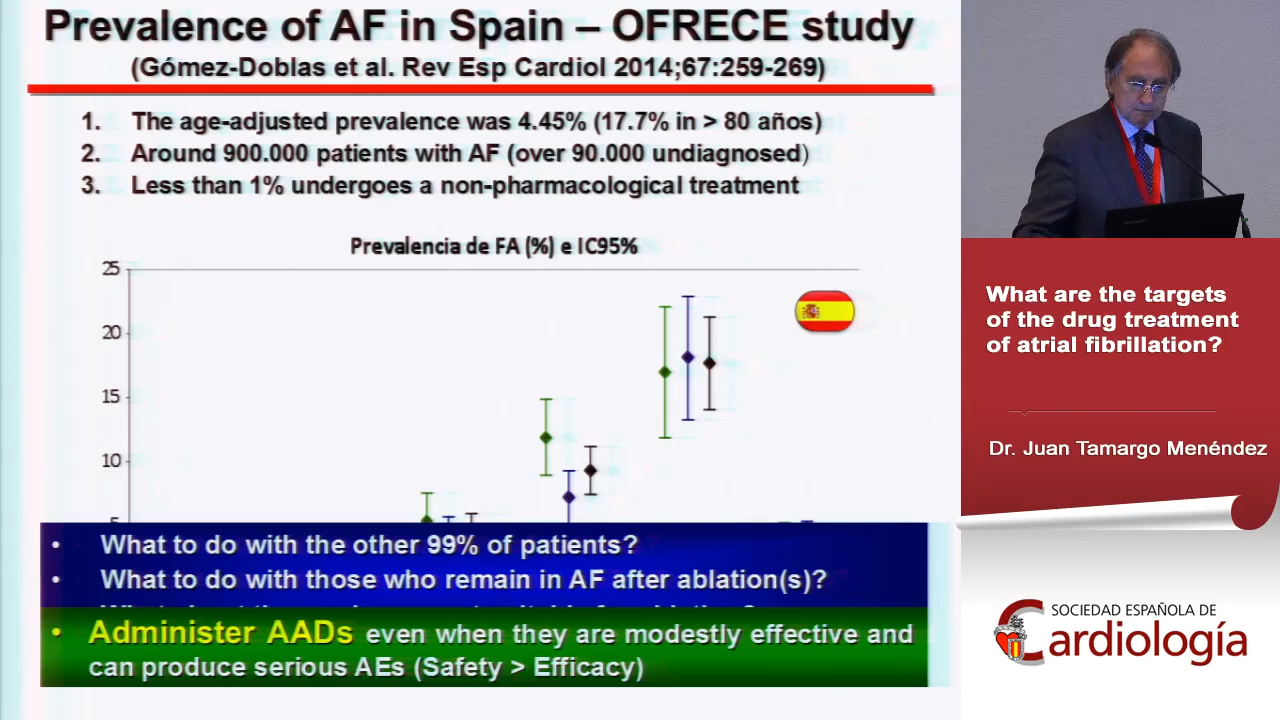 Prevalence of AF in Spain – OFRECE study
(Gómez-Doblas et al. Rev Esp Cardiol 2014;67:259-269)
1. The age-adjusted prevalence was 4.45% (17.7% in > 80 años)
2. Around 900.000 patients with AF (over 90.000 undiagnosed)
3. Less than 1% undergoes a non-pharmacological treatment
Prevalencia de FA (%) e IC95%
25
20
15
10
5
• What to do with the other 99% of patients?
• What to do with those who remain in AF after ablation(s)?
• Administer AADs even when they are modestly effective and
can produce serious AEs (Safety > Efficacy)
What are the targets
of the drug treatment
of atrial fibrillation?
Dr. Juan Tamargo Menéndez
SOCIEDAD ESPAÑOLA DE
Cardiología